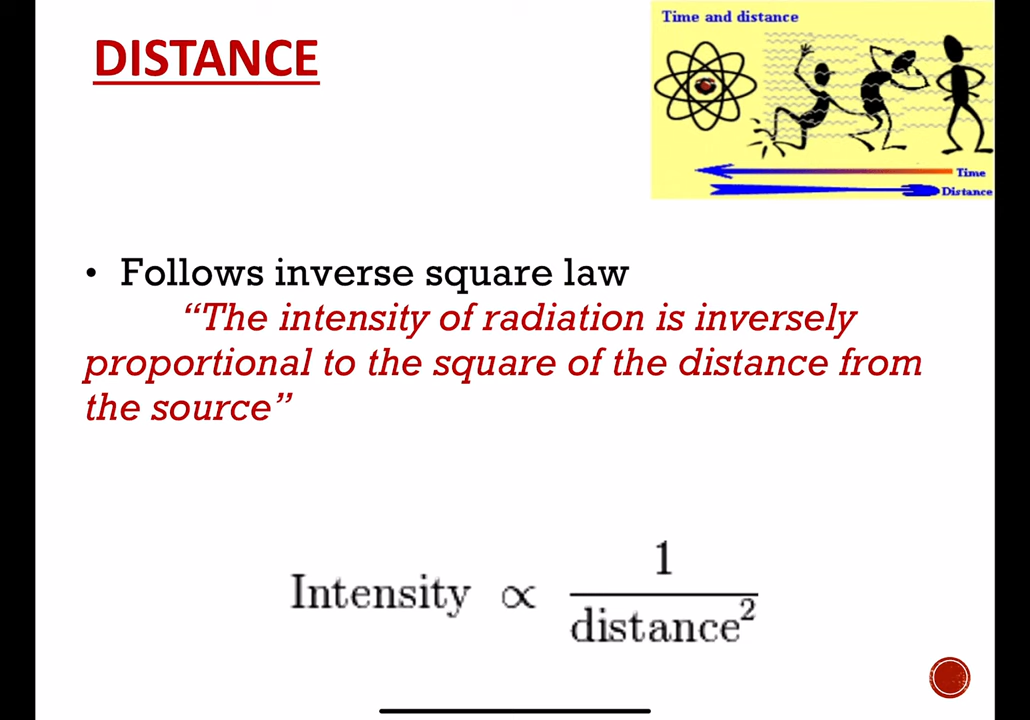 DISTANCE
Time and distance
Time
Distance
• Follows inverse square law
“The intensity of radiation is inversely
proportional to the square of the distance from
the source”
Intensity ∝ 1
distance²